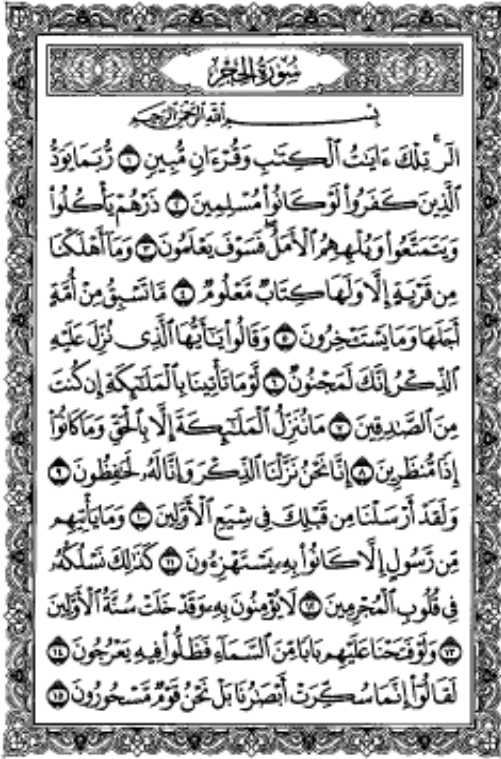 سُورَةُ الحِجْرِ
بِسْمِ اللَّهِ الرَّحْمَٰنِ الرَّحِيمِ
الٓر ۚ تِلْكَ ءَايَٰتُ ٱلْكِتَٰبِ وَقُرْءَانٍ مُّبِينٍ ١ رُّبَمَا يَوَدُّ
ٱلَّذِينَ كَفَرُوا۟ لَوْ كَانُوا۟ مُسْلِمِينَ ٢ ذَرْهُمْ يَأْكُلُوا۟
وَيَتَمَتَّعُوا۟ وَيُلْهِهِمُ ٱلْأَمَلُ ۖ فَسَوْفَ يَعْلَمُونَ ٣ وَمَآ أَهْلَكْنَا
مِن قَرْيَةٍ إِلَّا وَلَهَا كِتَابٌ مَّعْلُومٌ ٤ مَّا تَسْبِقُ مِنْ أُمَّةٍ
أَجَلَهَا وَمَا يَسْتَـْٔخِرُونَ ٥ وَقَالُوا۟ يَٰٓأَيُّهَا ٱلَّذِى نُزِّلَ عَلَيْهِ
ٱلذِّكْرُ إِنَّكَ لَمَجْنُونٌ ٦ لَّوْ مَا تَأْتِينَا بِٱلْمَلَٰٓئِكَةِ إِن كُنتَ
مِنَ ٱلصَّٰدِقِينَ ٧ مَا نُنَزِّلُ ٱلْمَلَٰٓئِكَةَ إِلَّا بِٱلْحَقِّ وَمَا كَانُوٓا۟
إِذًا مُّنظَرِينَ ٨ إِنَّا نَحْنُ نَزَّلْنَا ٱلذِّكْرَ وَإِنَّا لَهُۥ لَحَٰفِظُونَ ٩
وَلَقَدْ أَرْسَلْنَا مِن قَبْلِكَ فِى شِيَعِ ٱلْأَوَّلِينَ ١٠ وَمَا يَأْتِيهِم
مِّن رَّسُولٍ إِلَّا كَانُوا۟ بِهِۦ يَسْتَهْزِءُونَ ١١ كَذَٰلِكَ نَسْلُكُهُۥ
فِى قُلُوبِ ٱلْمُجْرِمِينَ ١٢ لَا يُؤْمِنُونَ بِهِۦ وَقَدْ خَلَتْ سُنَّةُ ٱلْأَوَّلِينَ
١٣ وَلَوْ فَتَحْنَا عَلَيْهِم بَابًا مِّنَ ٱلسَّمَآءِ فَظَلُّوا۟ فِيهِ يَعْرُجُونَ ١٤
لَقَالُوٓا۟ إِنَّمَا سُكِّرَتْ أَبْصَٰرُنَا بَلْ نَحْنُ قَوْمٌ مَّسْحُورُونَ ١٥